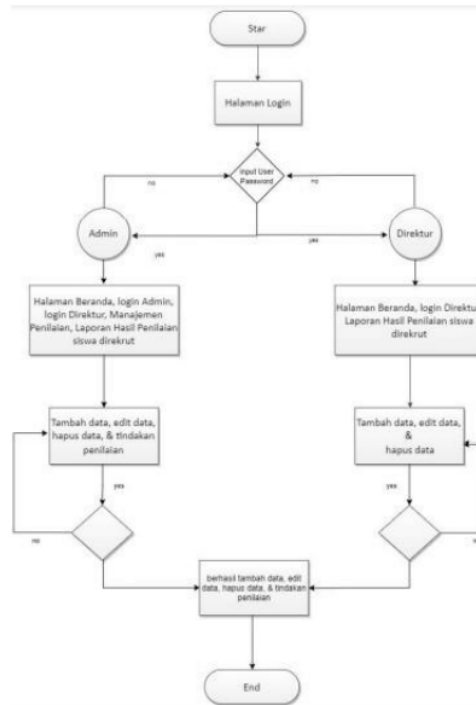 Star
Halaman Login
input User
Password
no
no
Admin
Direktur
yes
yes
Halaman Beranda, login Admin,
login Direktur, Manajemen
Penilaian, Laporan Hasil Penilaian
siswa direkrut
Halaman Beranda, login Direktu
Laporan Hasil Penilaian siswa
direkrut
Tambah data, edit data,
hapus data, & tindakan
penilaian
Tambah data, edit data,
&
hapus data
yes
yes
no
berhasil tambah data, edit
data, hapus data, & tindakan
penilaian
End